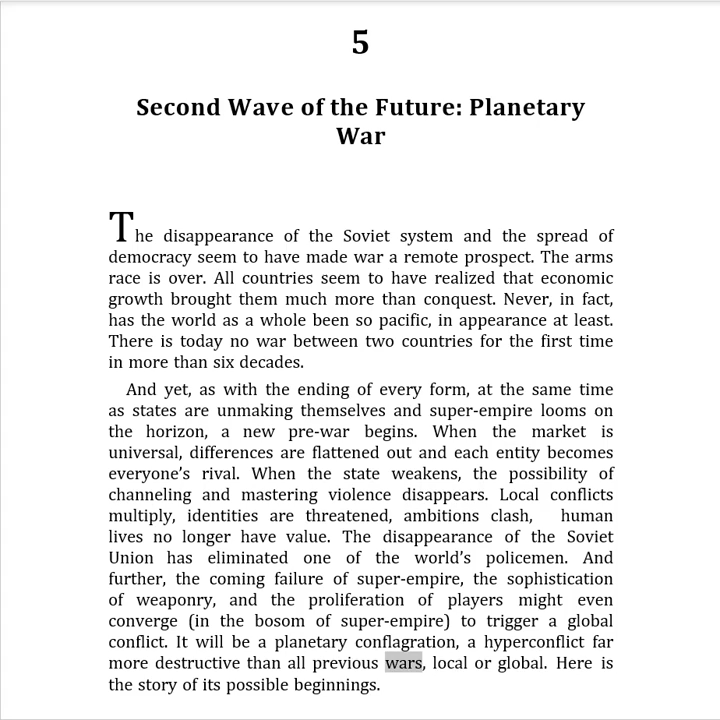 5
Second Wave of the Future: Planetary
War
The disappearance of the Soviet system and the spread of
democracy seem to have made war a remote prospect. The arms
race is over. All countries seem to have realized that economic
growth brought them much more than conquest. Never, in fact,
has the world as a whole been so pacific, in appearance at least.
There is today no war between two countries for the first time
in more than six decades.
And yet, as with the ending of every form, at the same time
as states are unmaking themselves and super-empire looms on
the horizon, a new pre-war begins. When the market is
universal, differences are flattened out and each entity becomes
everyone's rival. When the state weakens, the possibility of
channeling and mastering violence disappears. Local conflicts
multiply, identities are threatened, ambitions clash, human
lives no longer have value. The disappearance of the Soviet
Union has eliminated one of the world's policemen. And
further, the coming failure of super-empire, the sophistication
of weaponry, and the proliferation of players might even
converge (in the bosom of super-empire) to trigger a global
conflict. It will be a planetary conflagration, a hyperconflict far
more destructive than all previous wars, local or global. Here is
the story of its possible beginnings.